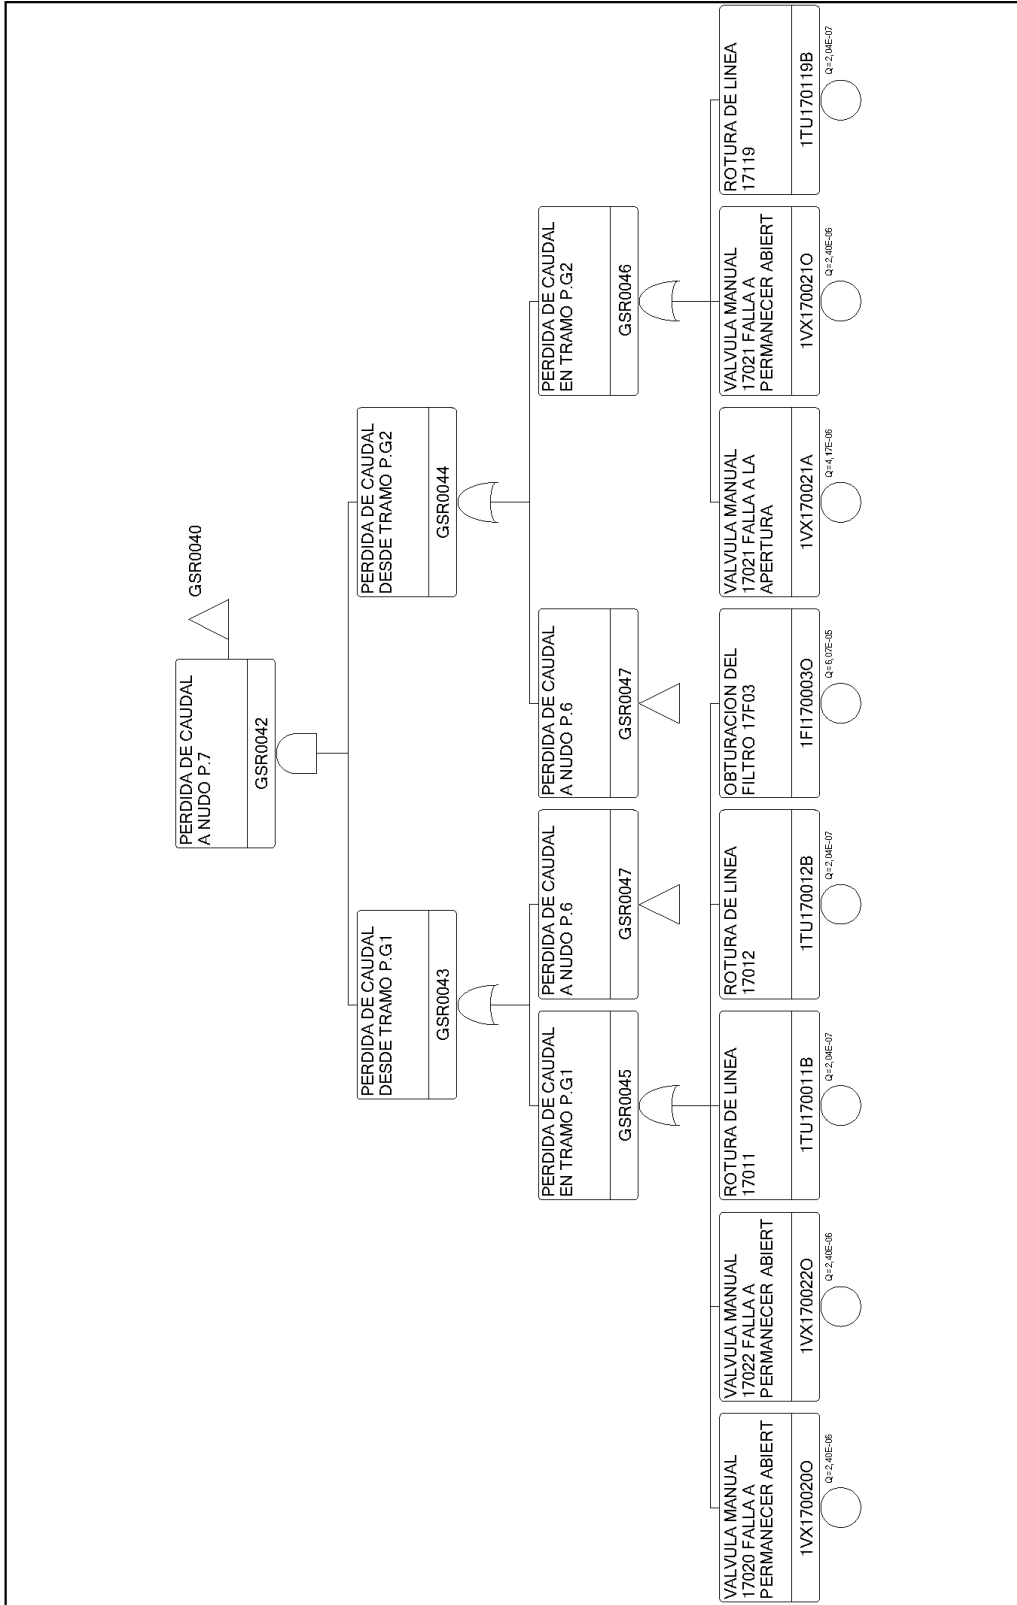 GSR0040
PERDIDA DE CAUDAL
A NUDO P.7
GSR0042
PERDIDA DE CAUDAL
DESDE TRAMO P.G1
GSR0043
PERDIDA DE CAUDAL
DESDE TRAMO P.G2
GSR0044
PERDIDA DE CAUDAL
EN TRAMO P.G1
GSR0045
PERDIDA DE CAUDAL
A NUDO P.6
GSR0047
PERDIDA DE CAUDAL
A NUDO P.6
GSR0047
PERDIDA DE CAUDAL
EN TRAMO P.G2
GSR0046
VALVULA MANUAL
17020 FALLA A
PERMANECER ABIERT
1VX170020O
Q=2,40E-06
VALVULA MANUAL
17022 FALLA A
PERMANECER ABIERT
1VX170022O
Q=2,40E-06
ROTURA DE LINEA
17011
1TU170011B
Q=2,04E-07
ROTURA DE LINEA
17012
1TU170012B
Q=2,04E-07
OBTURACION DEL
FILTRO 17F03
1FI170003O
Q=6,07E-05
VALVULA MANUAL
17021 FALLA A LA
APERTURA
1VX170021A
Q=4,17E-06
VALVULA MANUAL
17021 FALLA A
PERMANECER ABIERT
1VX170021O
Q=2,40E-06
ROTURA DE LINEA
17119
1TU170119B
Q=2,04E-07